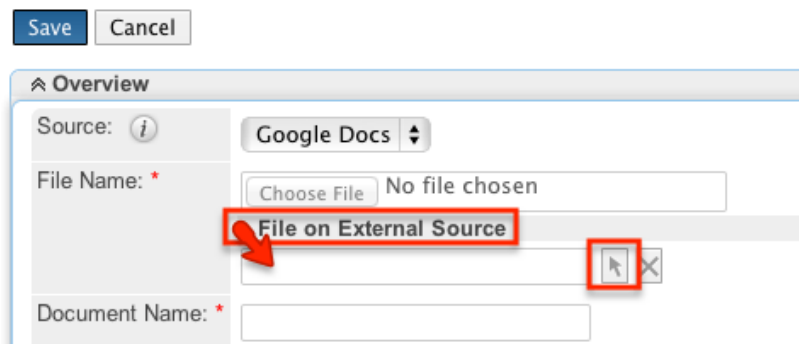 Save Cancel
Overview
Source: i Google Docs
File Name: * Choose File No file chosen
File on External Source
Document Name: *